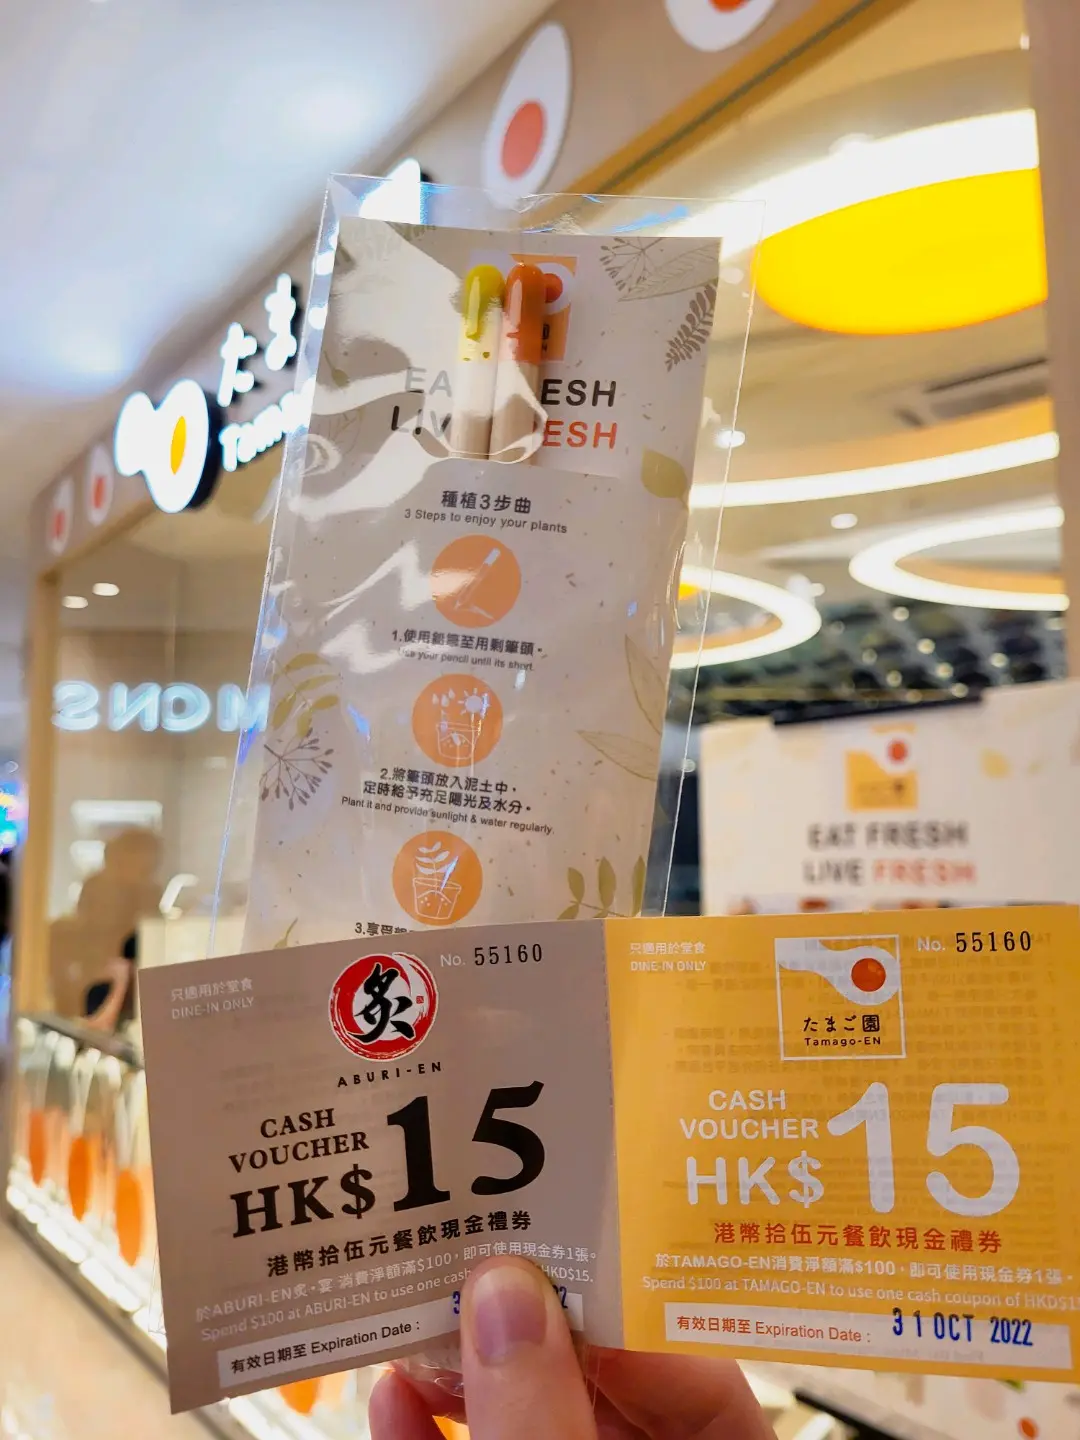 たま
EA ESH
LIV ESH
種植3步曲
3 Steps to enjoy your plants
1.使用鉛筆至用剩筆頭。
Use your pencil until its short.
2.將筆頭放入泥土中，
定時給予充足陽光及水分。
Plant it and provide sunlight & water regularly.
EAT FRESH
LIVE FRESH
只適用於堂食
DINE-IN ONLY
炙
ABURI-EN
No. 55160
CASH
VOUCHER
HK$15
港幣拾伍元餐飲現金禮券
於ABURI-EN炙·宴 消費淨額滿$100，即可使用現金券1張。
Spend $100 at ABURI-EN to use one cash HKD$15.
有效日期至 Expiration Date :
只適用於堂食
DINE-IN ONLY
たまご園
Tamago-EN
No. 55160
CASH
VOUCHER
HK$15
港幣拾伍元餐飲現金禮券
於TAMAGO-EN消費淨額滿$100，即可使用現金券1張。
Spend $100 at TAMAGO-EN to use one cash coupon of HKD$1
有效日期至 Expiration Date : 31 OCT 2022